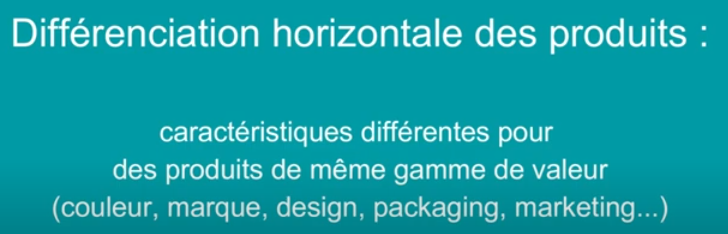 Différenciation horizontale des produits :
caractéristiques différentes pour
des produits de même gamme de valeur
(couleur, marque, design, packaging, marketing...)